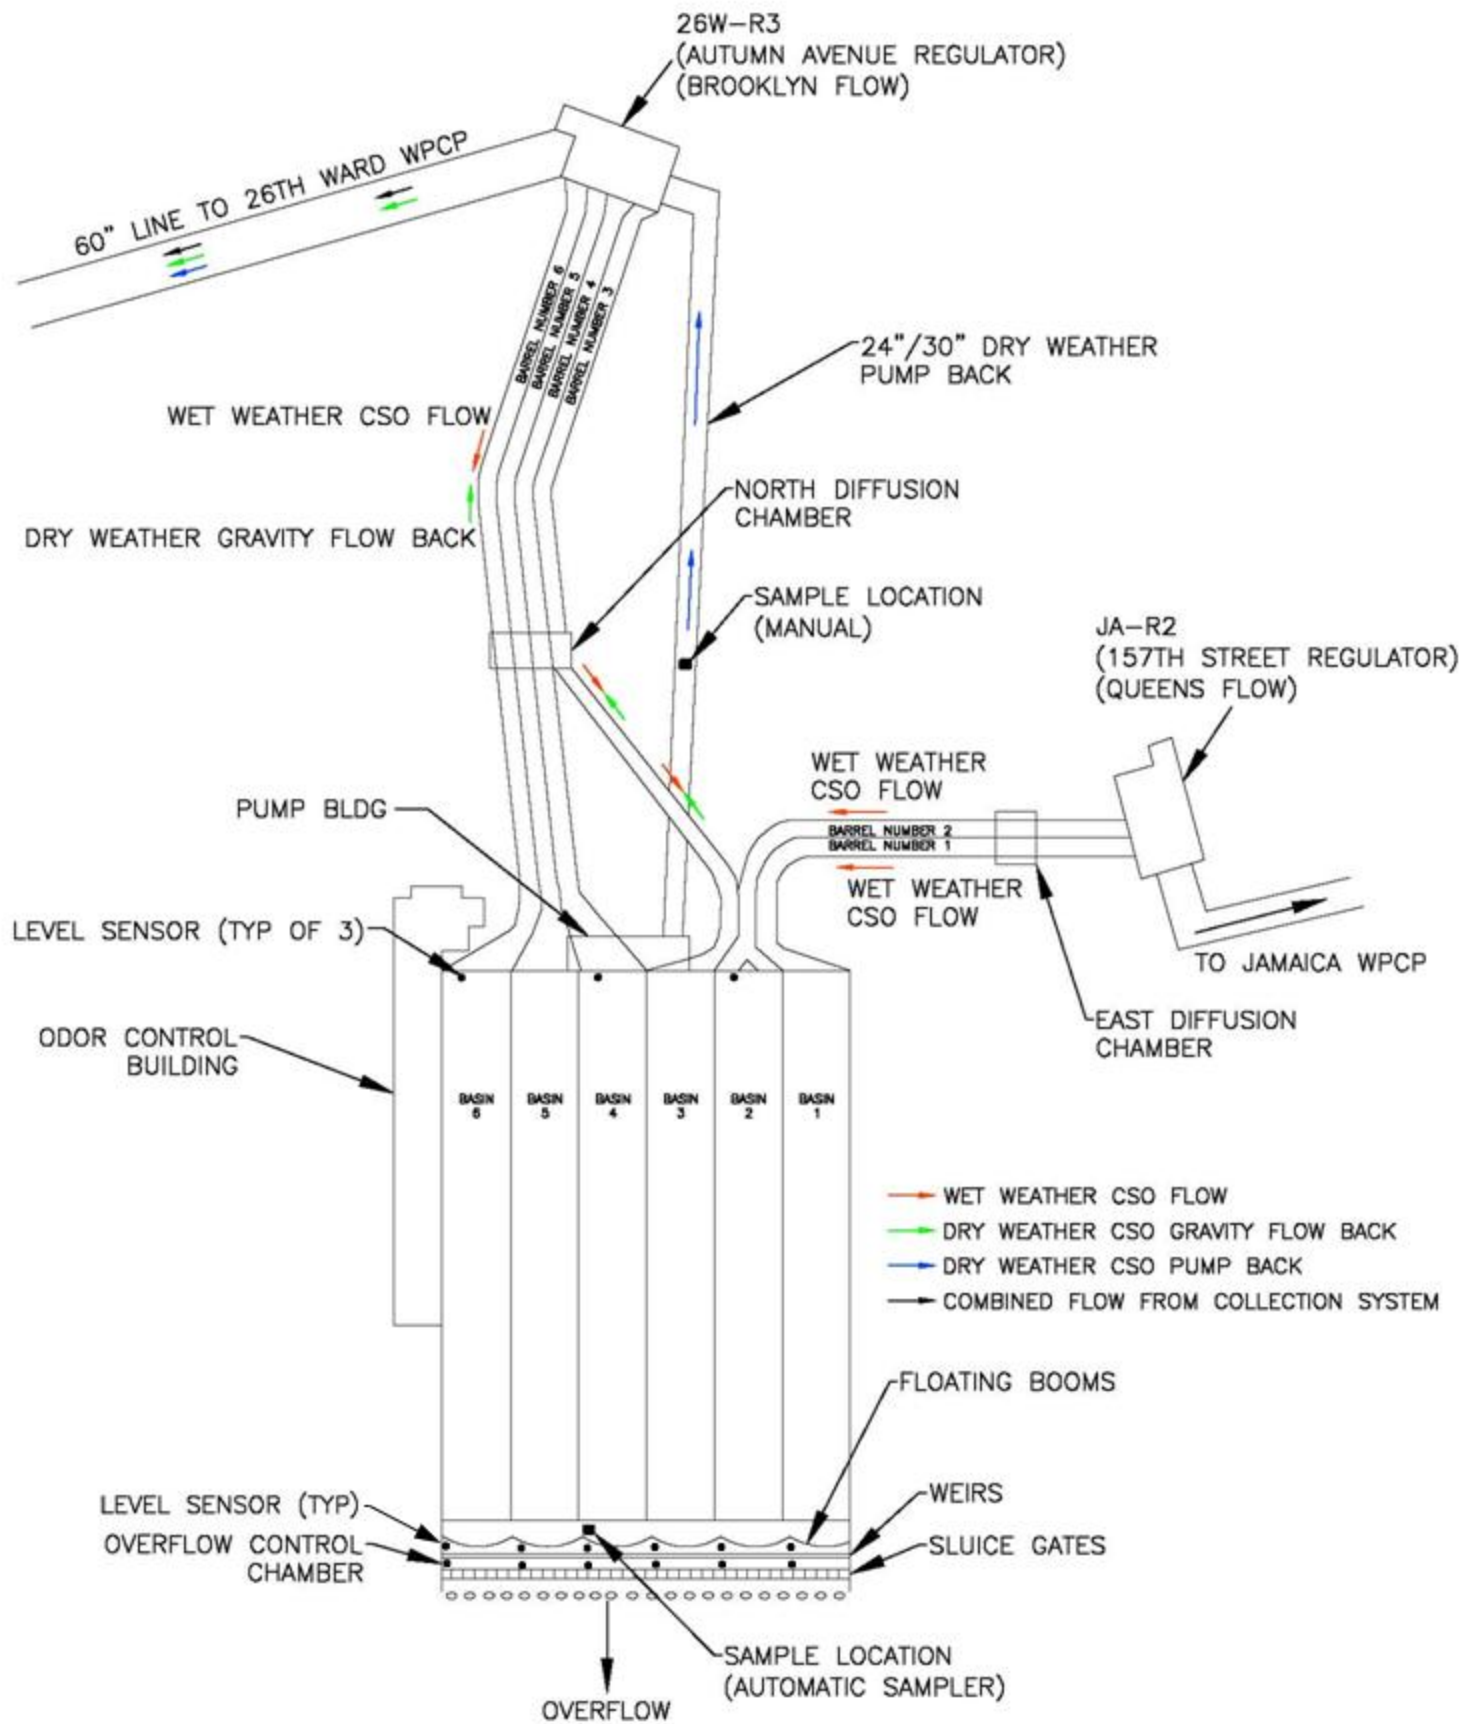 26W-R3
(AUTUMN AVENUE REGULATOR)
(BROOKLYN FLOW)
60" LINE TO 26TH WARD WPCP
BARREL NUMBER 6
BARREL NUMBER 5
BARREL NUMBER 4
BARREL NUMBER 3
24"/30" DRY WEATHER
PUMP BACK
WET WEATHER CSO FLOW
NORTH DIFFUSION
CHAMBER
DRY WEATHER GRAVITY FLOW BACK
SAMPLE LOCATION
(MANUAL)
JA-R2
(157TH STREET REGULATOR)
(QUEENS FLOW)
WET WEATHER
CSO FLOW
PUMP BLDG
BARREL NUMBER 2
BARREL NUMBER 1
WET WEATHER
CSO FLOW
LEVEL SENSOR (TYP OF 3)
TO JAMAICA WPCP
EAST DIFFUSION
CHAMBER
ODOR CONTROL
BUILDING
BASIN
6
BASIN
5
BASIN
4
BASIN
3
BASIN
2
BASIN
1
WET WEATHER CSO FLOW
DRY WEATHER CSO GRAVITY FLOW BACK
DRY WEATHER CSO PUMP BACK
COMBINED FLOW FROM COLLECTION SYSTEM
FLOATING BOOMS
LEVEL SENSOR (TYP)
WEIRS
OVERFLOW CONTROL
CHAMBER
SLUICE GATES
SAMPLE LOCATION
(AUTOMATIC SAMPLER)
OVERFLOW